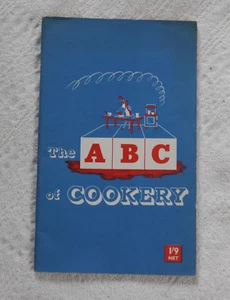 The ABC
of COOKERY
1/9
NET